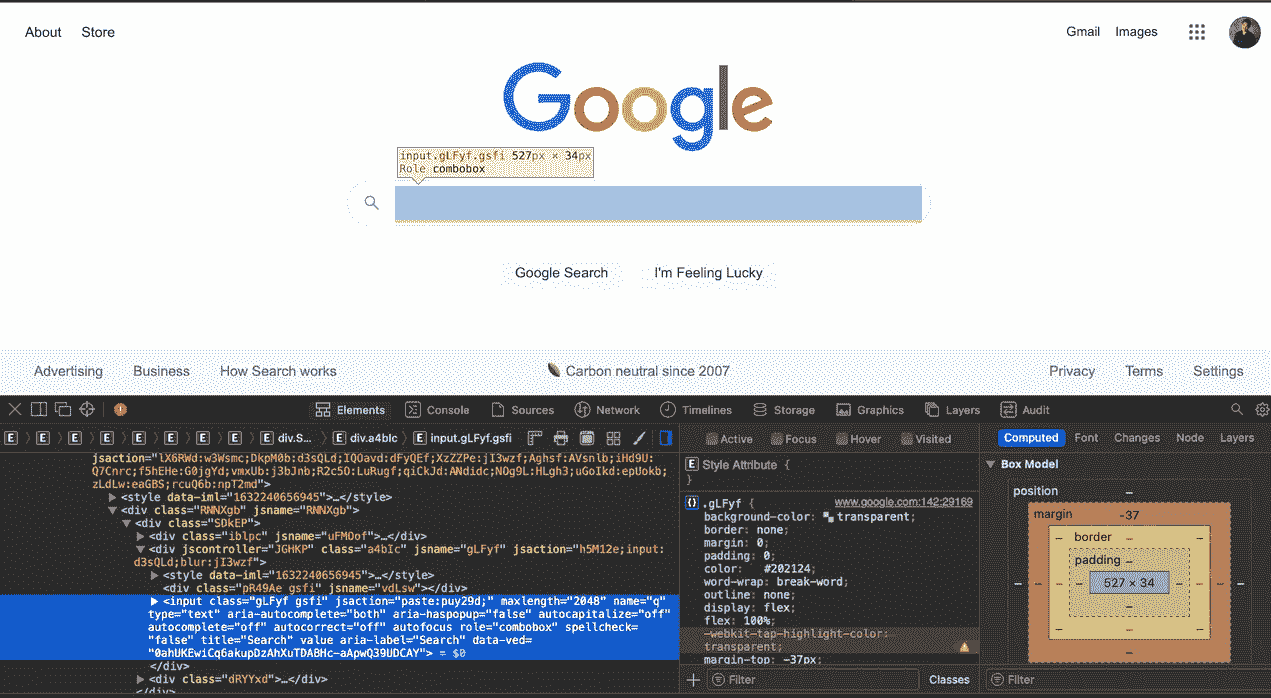 About Store
Gmail Images
Google
input.gLFyf.gsfi 527px × 34px
Role combobox
Google Search I'm Feeling Lucky
Advertising Business How Search works
Carbon neutral since 2007
Privacy Terms Settings
Elements Console Sources Network Timelines Storage Graphics Layers Audit
E E E E E E E E E div.S... E div.a4bIc E input.gLFyf.gsfi
jsaction="lX6RWd:w3Wsmc;DkpM0b:d3sQLd;IQOavd:dFyQEf;XzZZPe:jI3wzf;Aghsf:AVsnlb;iHd9U:
Q7Cnrc;f5hEHe:G0jgYd;vmxUb:j3bJnb;R2c5O:LuRugf;qiCkJd:ANdidc;NOg9L:HLgh3;uGoIkd:epUokb;
zLdLw:eaGBS;rcuQ6b:npT2md">
<style data-iml="1632240656945">…</style>
<div class="RNNXgb" jsname="RNNXgb">
<div class="SDkEP">
<div class="iblpc" jsname="uFMOof">…</div>
<div jscontroller="JGHKP" class="a4bIc" jsname="gLFyf" jsaction="h5M12e;input:
d3sQLd;blur:jI3wzf">
<style data-iml="1632240656945">…</style>
<div class="pR49Ae gsfi" jsname="vdLsw"></div>
<input class="gLFyf gsfi" jsaction="paste:puy29d;" maxlength="2048" name="q"
type="text" aria-autocomplete="both" aria-haspopup="false" autocapitalize="off"
autocomplete="off" autocorrect="off" autofocus role="combobox" spellcheck=
"false" title="Search" value aria-label="Search" data-ved=
"0ahUKEwiCq6akupDzAhXuTDABHc-aApwQ39UDCAY"> = $0
</div>
<div class="dRYYxd">…</div>
</div>
Active Focus Hover Visited
E Style Attribute {
}
{} .gLFyf { www.google.com:142:29169
background-color: transparent;
border: none;
margin: 0;
padding: 0;
color: #202124;
word-wrap: break-word;
outline: none;
display: flex;
flex: 100%;
-webkit-tap-highlight-color:
transparent;
margin-top: -37px;
Filter Classes
Computed Font Changes Node Layers
Box Model
position –
margin -37
border –
padding –
527 × 34
Filter